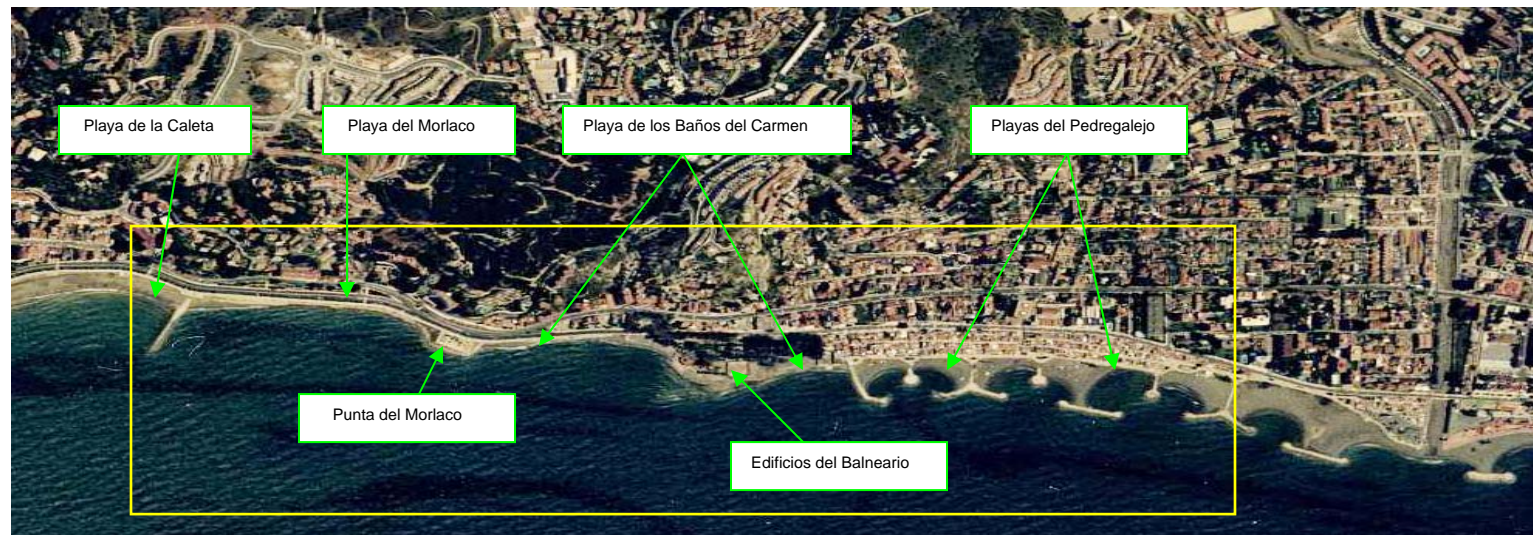 Playa de la Caleta
Playa del Morlaco
Playa de los Baños del Carmen
Playas del Pedregalejo
Punta del Morlaco
Edificios del Balneario